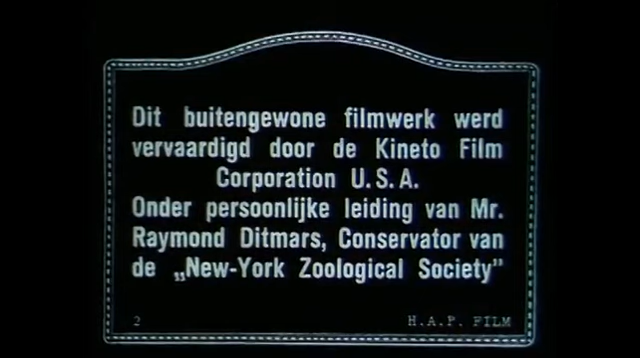 Dit buitengewone filmwerk werd
vervaardigd door de Kineto Film
Corporation U.S.A.
Onder persoonlijke leiding van Mr.
Raymond Ditmars, Conservator van
de „New-York Zoological Society”
2 H.A.P. FILM